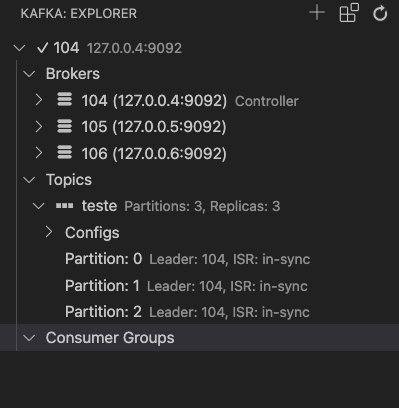 KAFKA: EXPLORER
104 127.0.0.4:9092
Brokers
104 (127.0.0.4:9092) Controller
105 (127.0.0.5:9092)
106 (127.0.0.6:9092)
Topics
teste Partitions: 3, Replicas: 3
Configs
Partition: 0 Leader: 104, ISR: in-sync
Partition: 1 Leader: 104, ISR: in-sync
Partition: 2 Leader: 104, ISR: in-sync
Consumer Groups